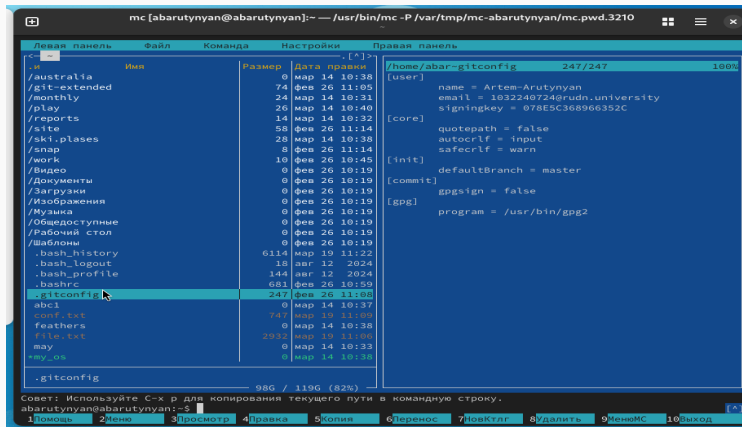 mc [abarutynyan@abarutynyan]:~ — /usr/bin/mc -P /var/tmp/mc-abarutynyan/mc.pwd.3210
Левая панель Файл Команда Настройки Правая панель
<— ~ .[^]>
.и Имя Размер Дата правки
/australia 0 мар 14 10:38
/git-extended 74 фев 26 11:05
/monthly 24 мар 14 10:31
/play 26 мар 14 10:40
/reports 14 мар 14 10:32
/site 58 фев 26 11:14
/ski.plases 28 мар 14 10:38
/snap 8 фев 26 11:14
/work 10 фев 26 10:45
/Видео 0 фев 26 10:19
/Документы 0 фев 26 10:19
/Загрузки 0 фев 26 10:19
/Изображения 0 фев 26 10:19
/Музыка 0 фев 26 10:19
/Общедоступные 0 фев 26 10:19
/Рабочий стол 0 фев 26 10:19
/Шаблоны 0 фев 26 10:19
.bash_history 6114 мар 19 11:22
.bash_logout 18 авг 12 2024
.bash_profile 144 авг 12 2024
.bashrc 681 фев 26 10:59
.gitconfig 247 фев 26 11:08
abc1 0 мар 14 10:37
conf.txt 747 мар 19 11:09
feathers 0 мар 14 10:38
file.txt 2932 мар 19 11:06
may 0 мар 14 10:33
*my_os 0 мар 14 10:38
.gitconfig
98G / 119G (82%)
/home/abar~gitconfig 247/247 100%
[user]
name = Artem-Arutynyan
email = 1032240724@rudn.university
signingkey = 078E5C368966352C
[core]
quotepath = false
autocrlf = input
safecrlf = warn
[init]
defaultBranch = master
[commit]
gpgsign = false
[gpg]
program = /usr/bin/gpg2
Совет: Используйте C-x p для копирования текущего пути в командную строку.
abarutynyan@abarutynyan:~$ [^]
1Помощь 2Меню 3Просмотр 4Правка 5Копия 6Перенос 7НовКтлг 8Удалить 9МенюMC 10Выход